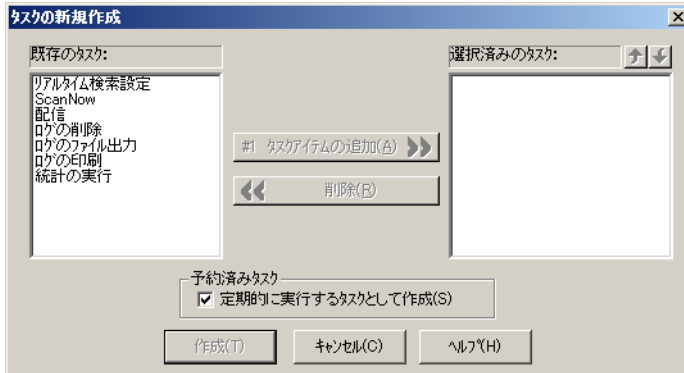 タスクの新規作成
既存のタスク:
選択済みのタスク:
リアルタイム検索設定
ScanNow
配信
ログの削除
ログのファイル出力
ログの印刷
統計の実行
#1 タスクアイテムの追加(A)
削除(R)
予約済みタスク
定期的に実行するタスクとして作成(S)
作成(T)
キャンセル(C)
ヘルプ(H)